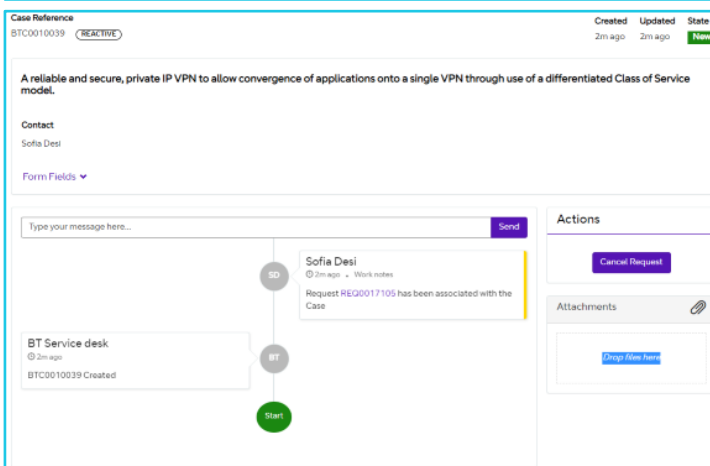 Case Reference
Created Updated State
BTC0010039 REACTIVE
2m ago 2m ago New
A reliable and secure, private IP VPN to allow convergence of applications onto a single VPN through use of a differentiated Class of Service
model.
Contact
Sofia Desi
Form Fields
Type your message here...
Send
SD
Sofia Desi
2m ago • Work notes
Request REQ0017105 has been associated with the
Case
BT Service desk
2m ago
BTC0010039 Created
BT
Start
Actions
Cancel Request
Attachments
Drop files here